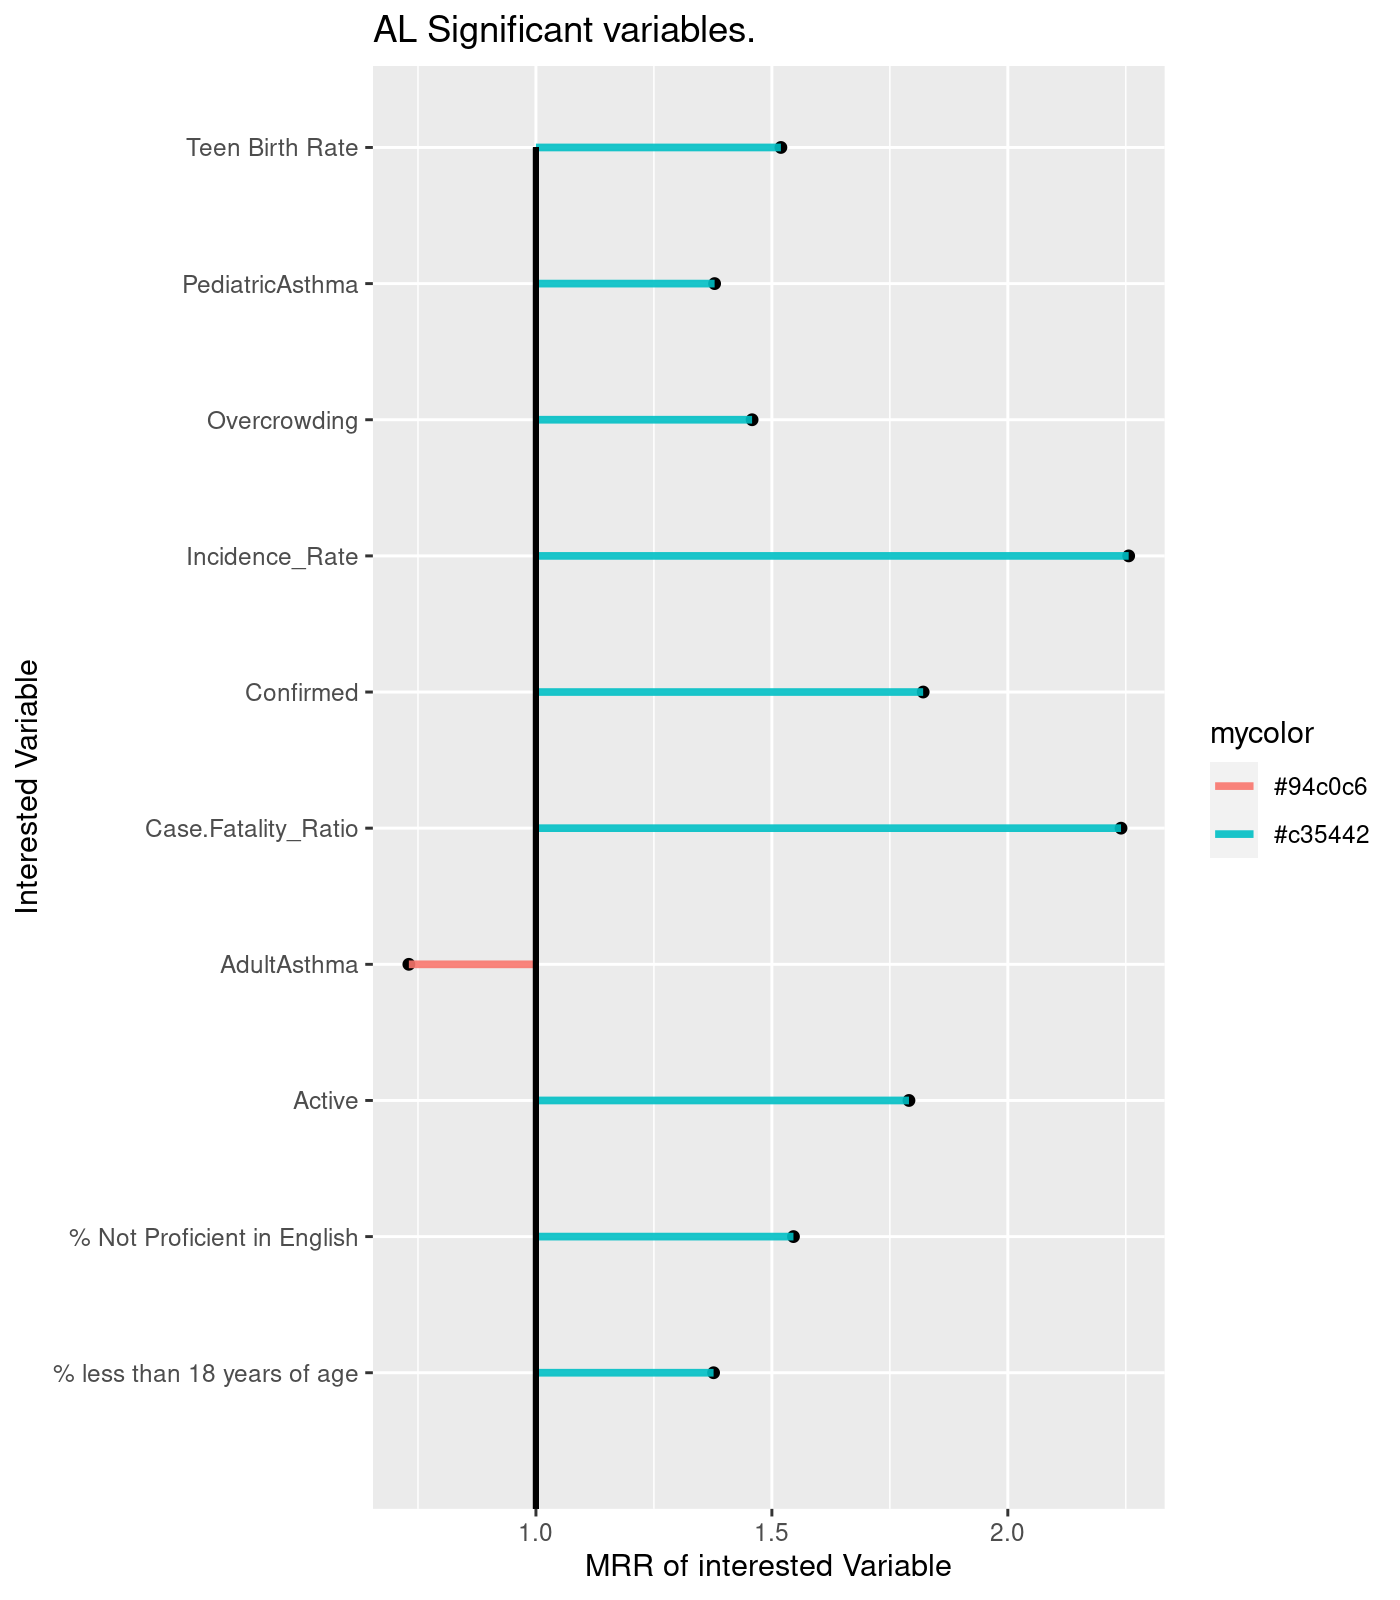 AL Significant variables.
Teen Birth Rate
PediatricAsthma
Overcrowding
Incidence_Rate
Confirmed
Case.Fatality_Ratio
AdultAsthma
Active
% Not Proficient in English
% less than 18 years of age
Interested Variable
1.0 1.5 2.0
MRR of interested Variable
mycolor
#94c0c6
#c35442